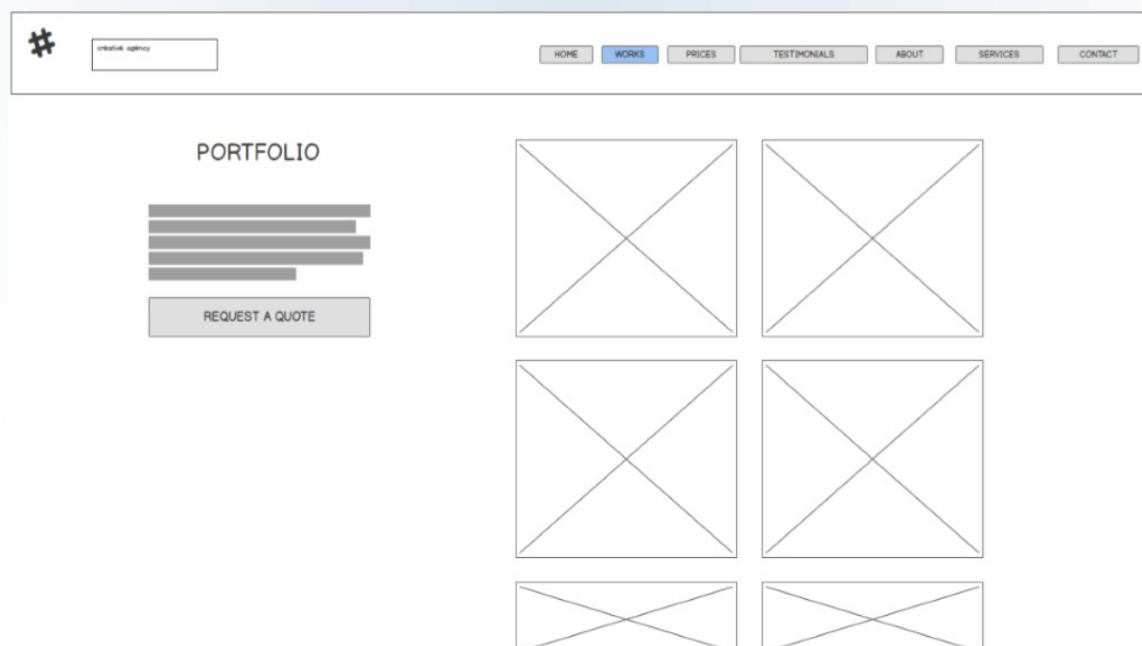 #
creative agency
HOME WORKS PRICES TESTIMONIALS ABOUT SERVICES CONTACT
PORTFOLIO
REQUEST A QUOTE